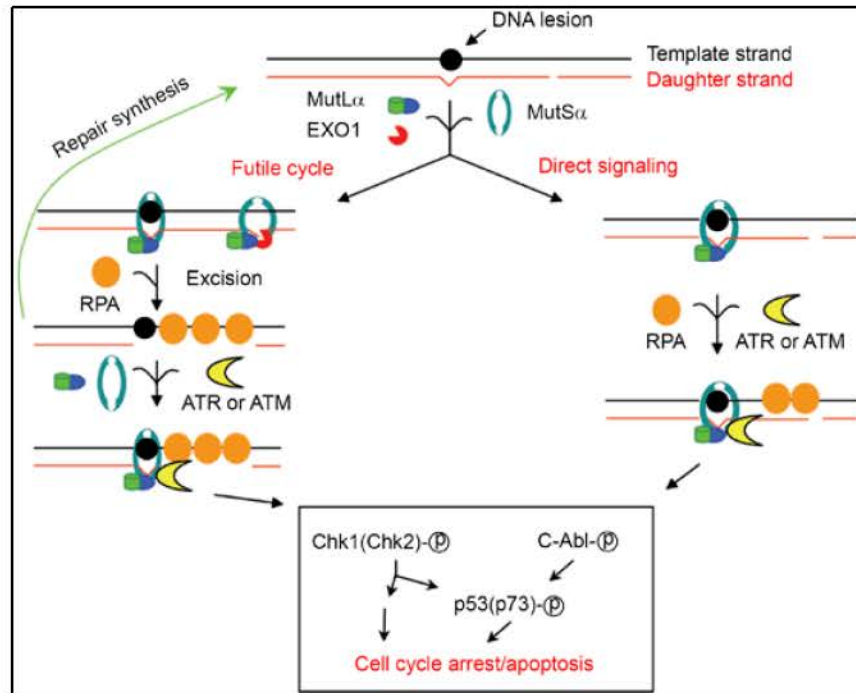 DNA lesion
Template strand
Daughter strand
MutLα
EXO1
MutSα
Repair synthesis
Futile cycle
Direct signaling
Excision
RPA
RPA
ATR or ATM
ATR or ATM
Chk1(Chk2)-ⓟ
C-Abl-ⓟ
p53(p73)-ⓟ
Cell cycle arrest/apoptosis